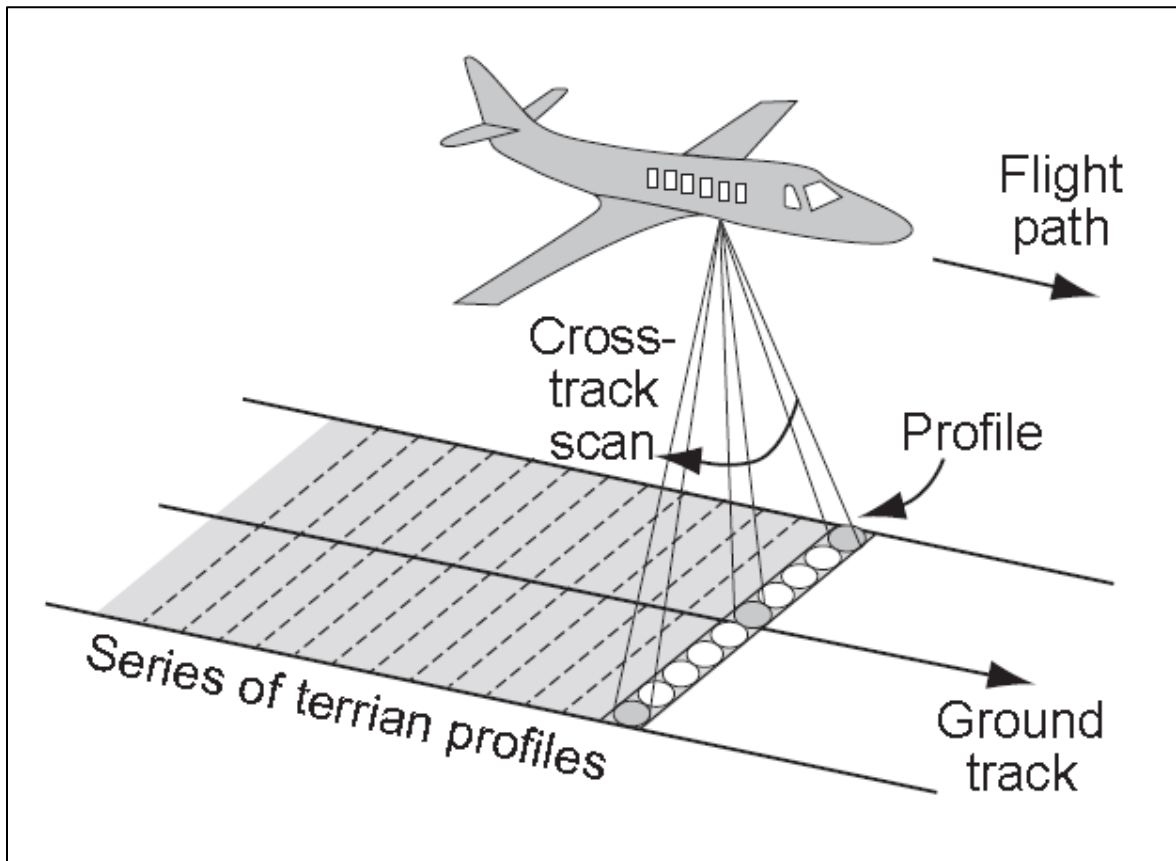 Flight
path
Cross-
track
scan
Profile
Series of terrian profiles
Ground
track